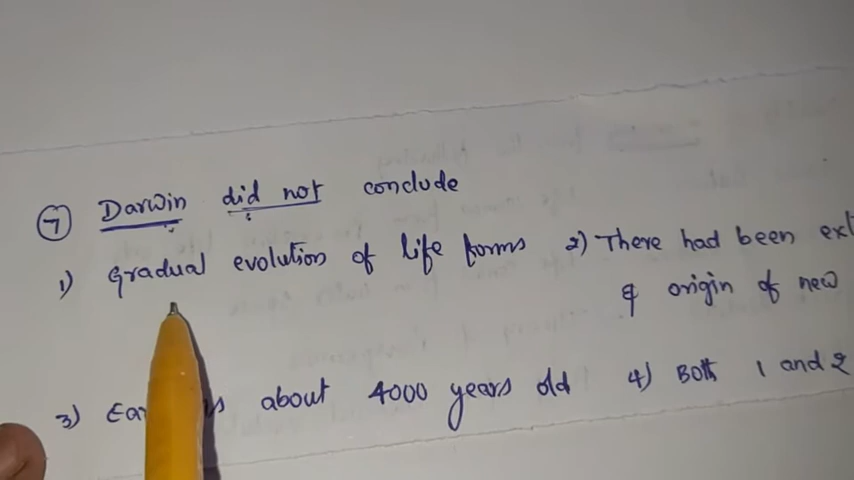 7 Darwin did not conclude
1) Gradual evolution of life forms 2) There had been
& origin of new
3) about 4000 years old 4) Both 1 and 2